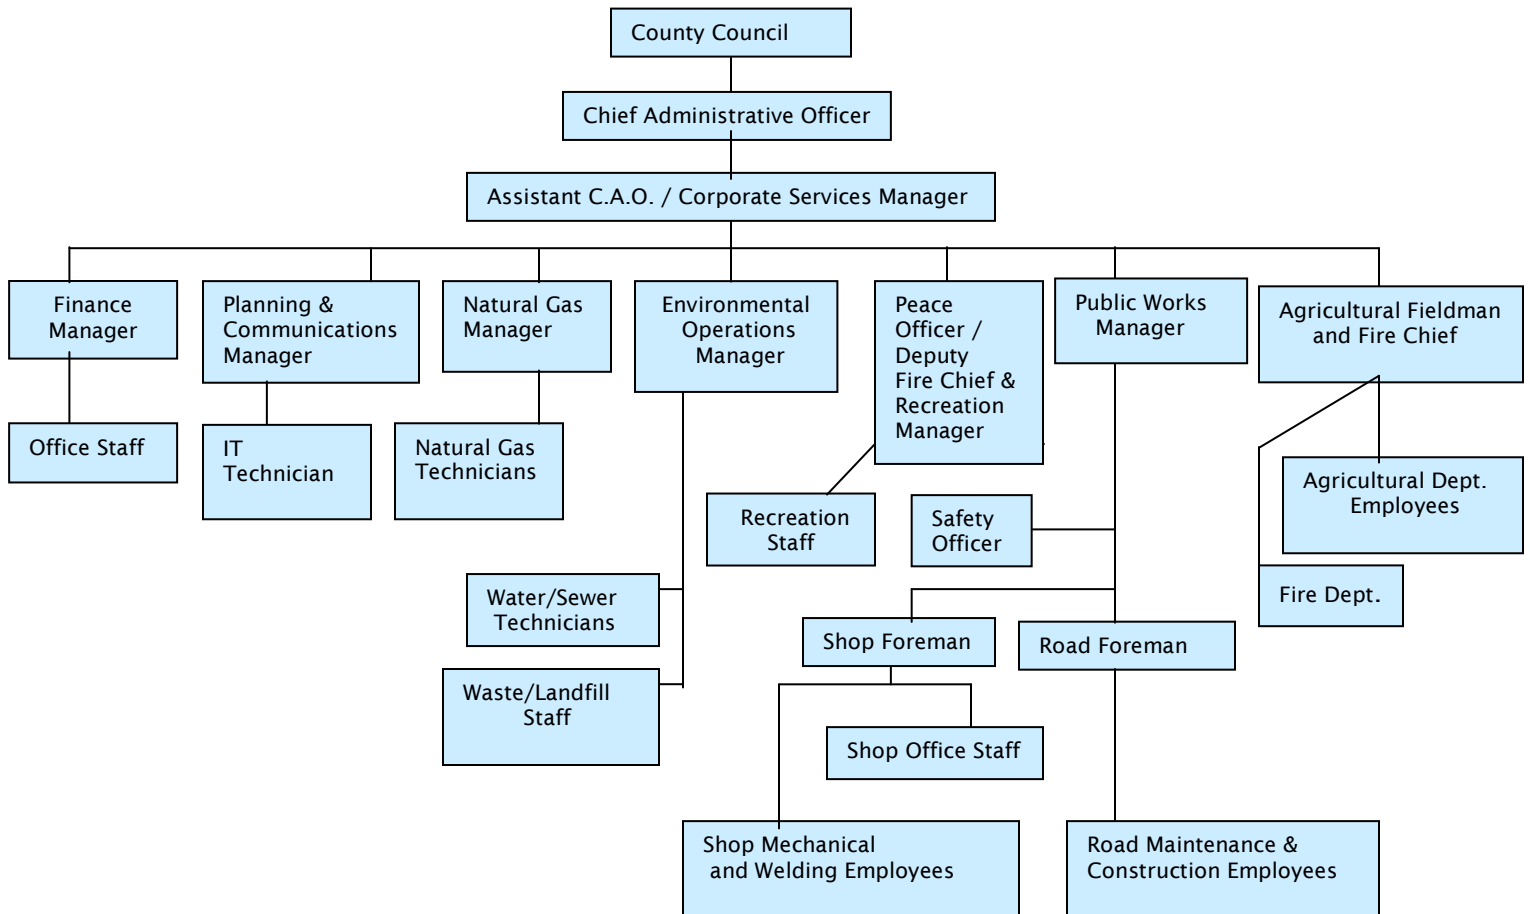 County Council
Chief Administrative Officer
Assistant C.A.O. / Corporate Services Manager
Finance
Manager
Planning &
Communications
Manager
Natural Gas
Manager
Environmental
Operations
Manager
Peace
Officer /
Deputy
Fire Chief &
Recreation
Manager
Public Works
Manager
Agricultural Fieldman
and Fire Chief
Office Staff
IT
Technician
Natural Gas
Technicians
Recreation
Staff
Safety
Officer
Agricultural Dept.
Employees
Water/Sewer
Technicians
Fire Dept.
Shop Foreman
Road Foreman
Waste/Landfill
Staff
Shop Office Staff
Shop Mechanical
and Welding Employees
Road Maintenance &
Construction Employees